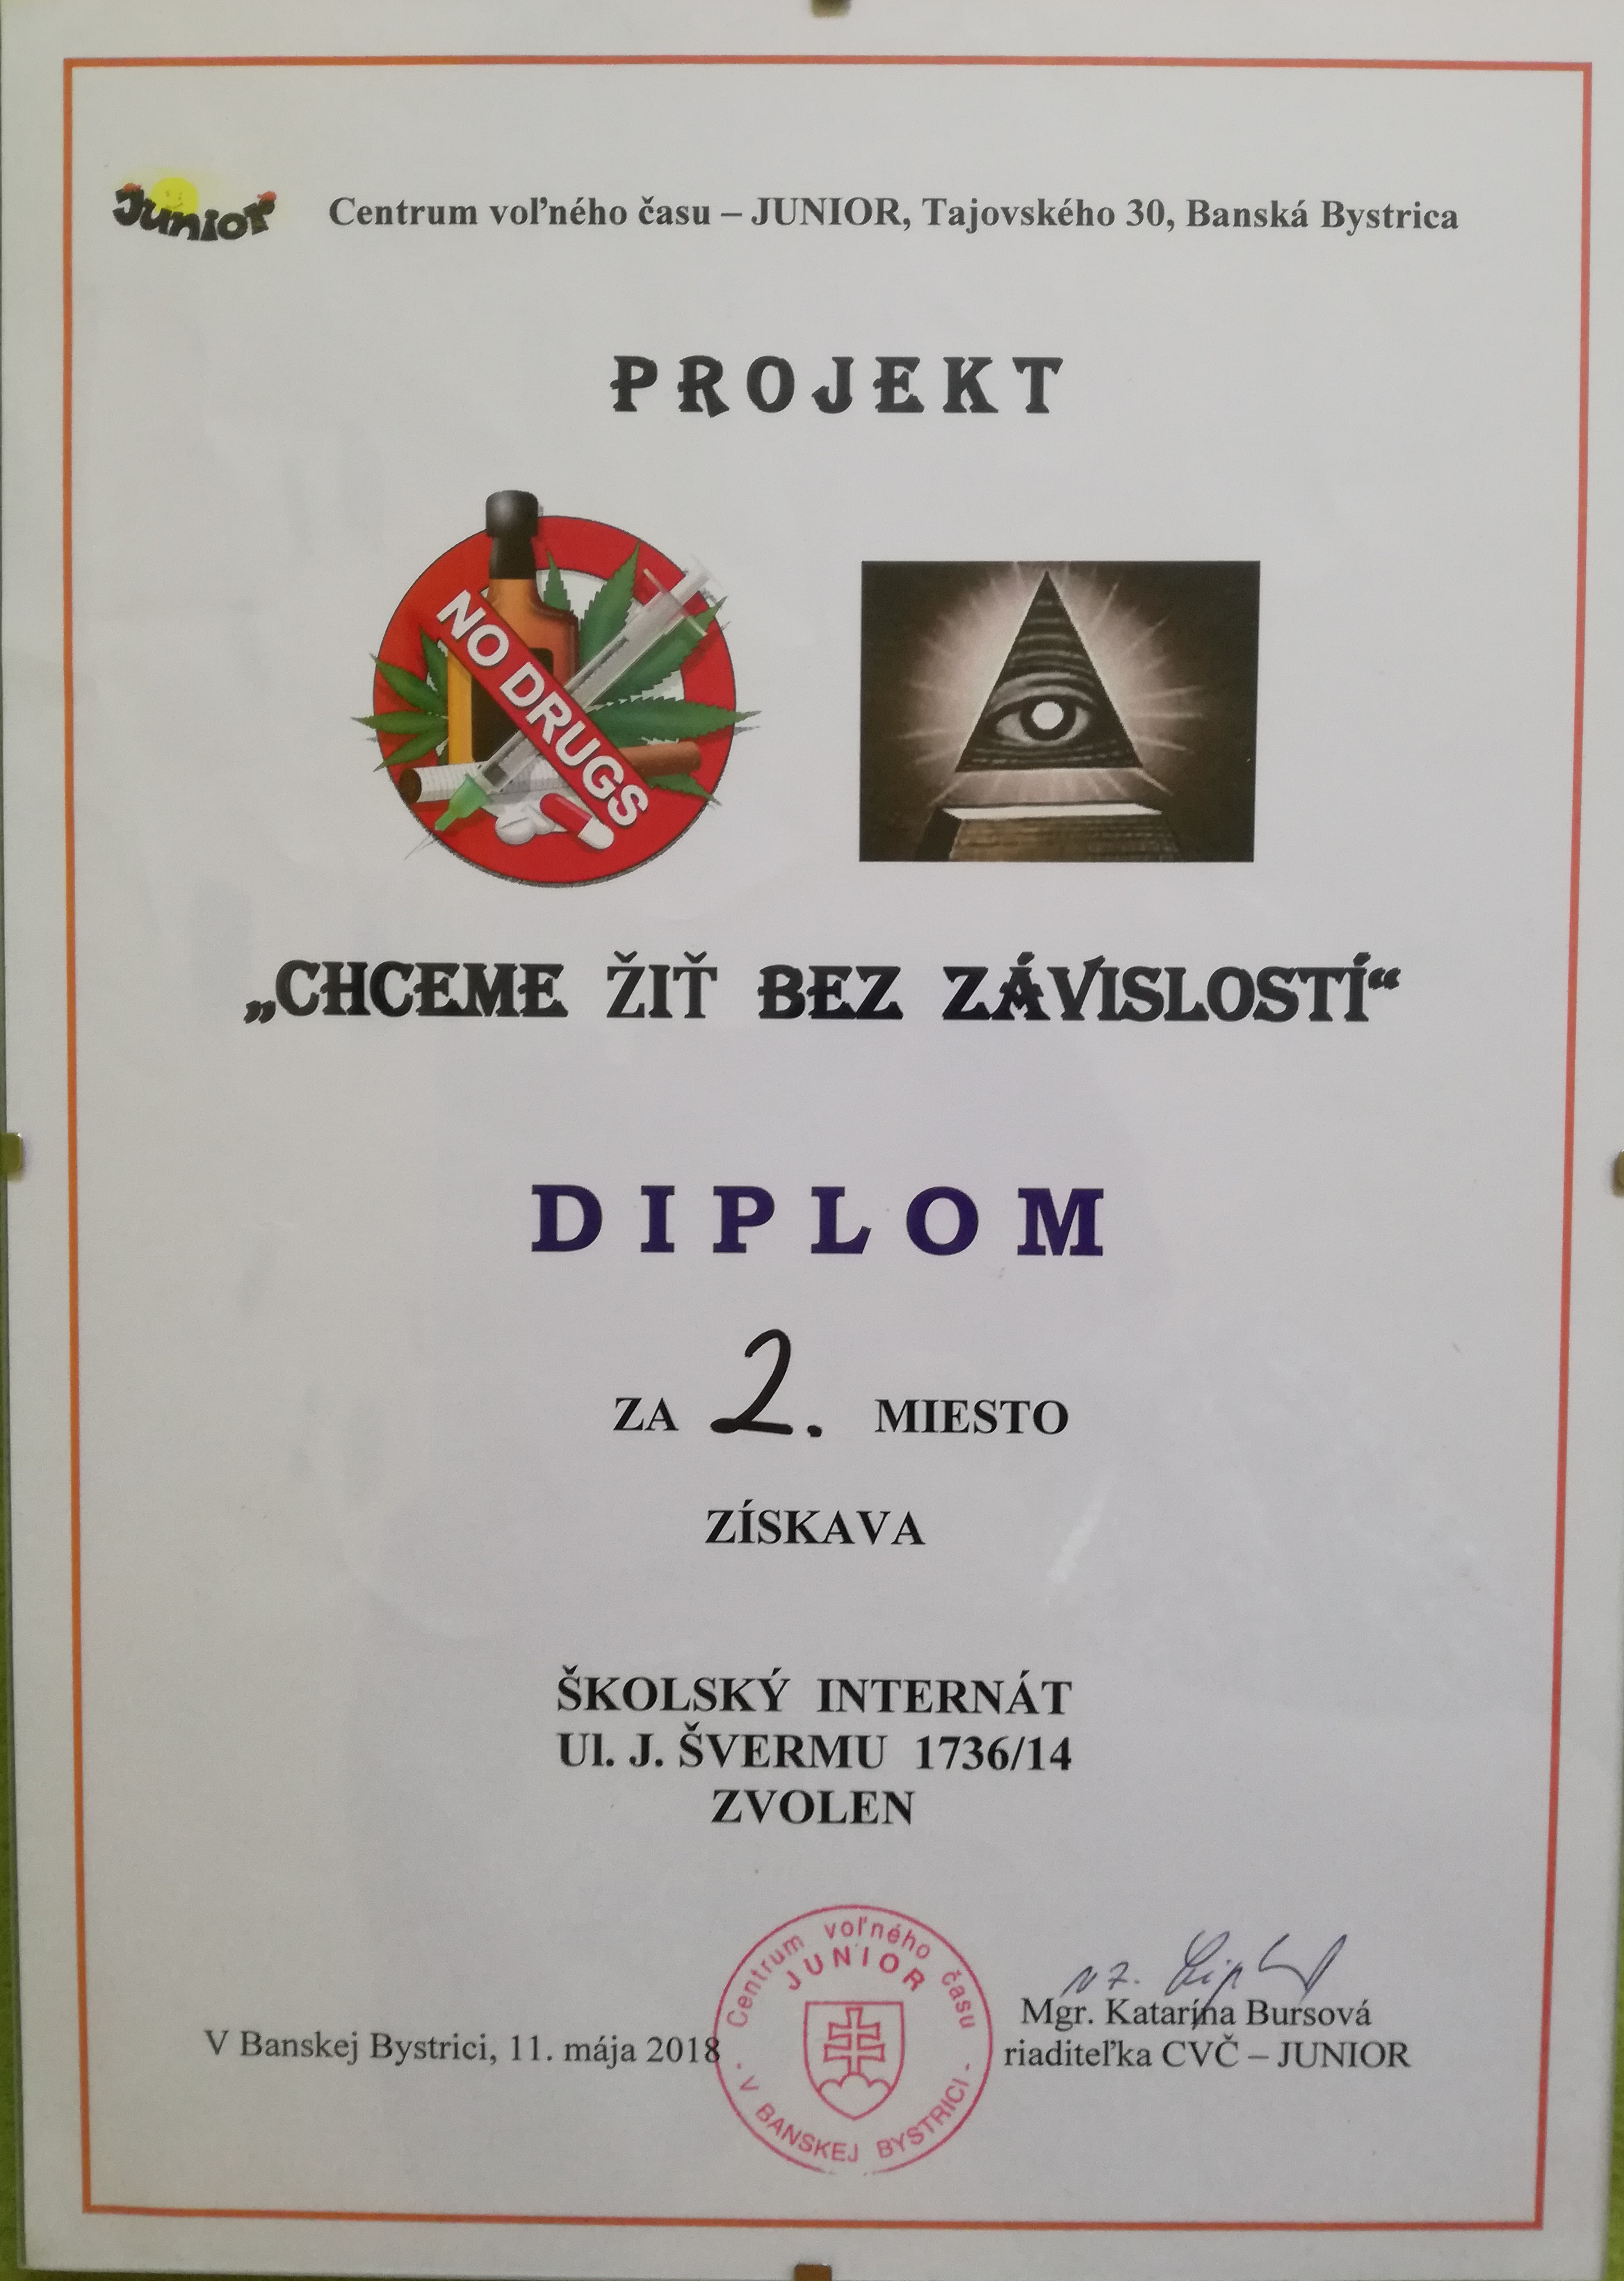 Junior
Centrum voľného času – JUNIOR, Tajovského 30, Banská Bystrica
PROJEKT
NO DRUGS
„CHCEME ŽIŤ BEZ ZÁVISLOSTÍ“
DIPLOM
ZA 2. MIESTO
ZÍSKAVA
ŠKOLSKÝ INTERNÁT
Ul. J. ŠVERMU 1736/14
ZVOLEN
Centrum voľného času
JUNIOR
- V BANSKEJ BYSTRICI -
Mgr. Katarína Bursová
V Banskej Bystrici, 11. mája 2018
riaditeľka CVČ – JUNIOR